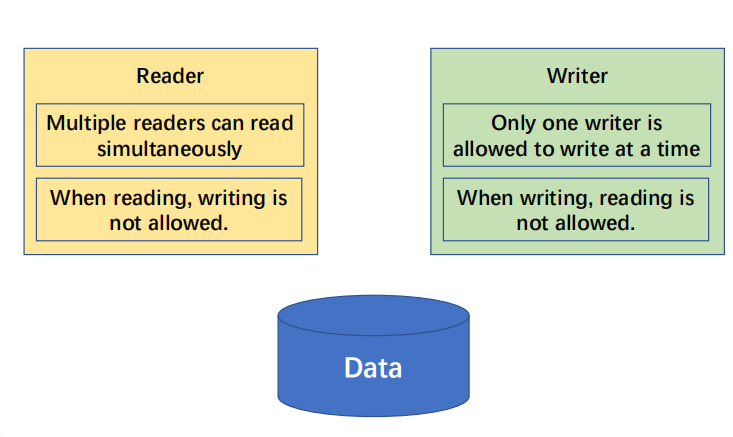 Reader
Multiple readers can read
simultaneously
When reading, writing is
not allowed.
Writer
Only one writer is
allowed to write at a time
When writing, reading is
not allowed.
Data